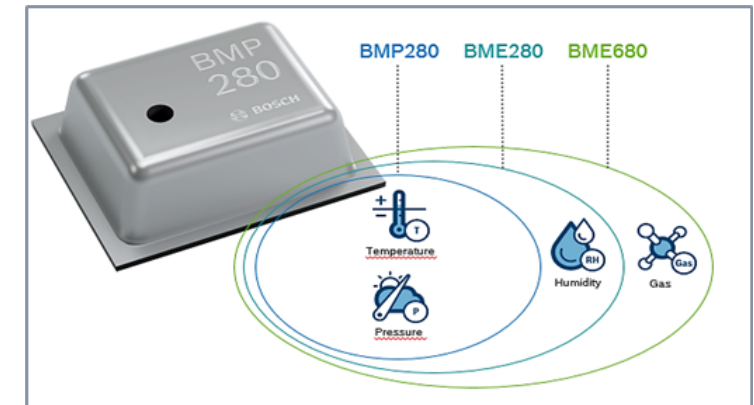 BMP
280
BOSCH
BMP280 BME280 BME680
T
Temperature
P
Pressure
RH
Humidity
Gas
Gas